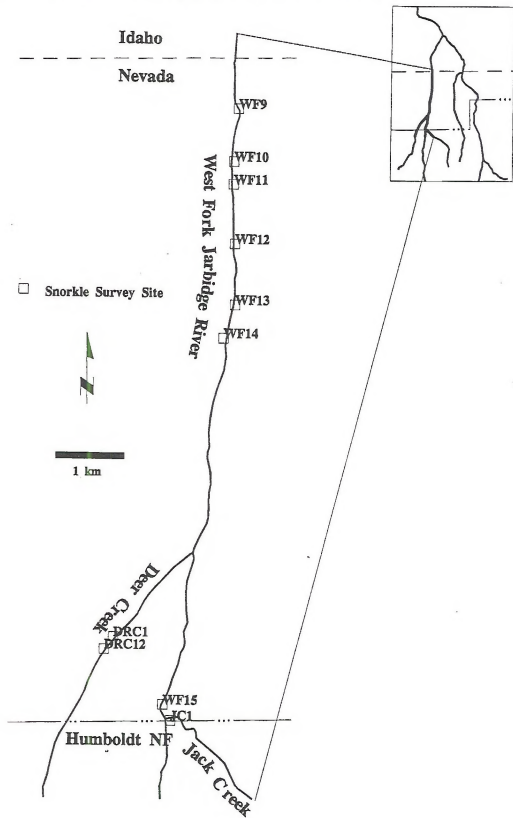 Idaho
Nevada
WF9
WF10
WF11
West Fork Jarbidge River
WF12
Snorkle Survey Site
WF13
WF14
N
1 km
Deer Creek
DRC1
DRC12
WF15
JC1
Humboldt NF
Jack Creek